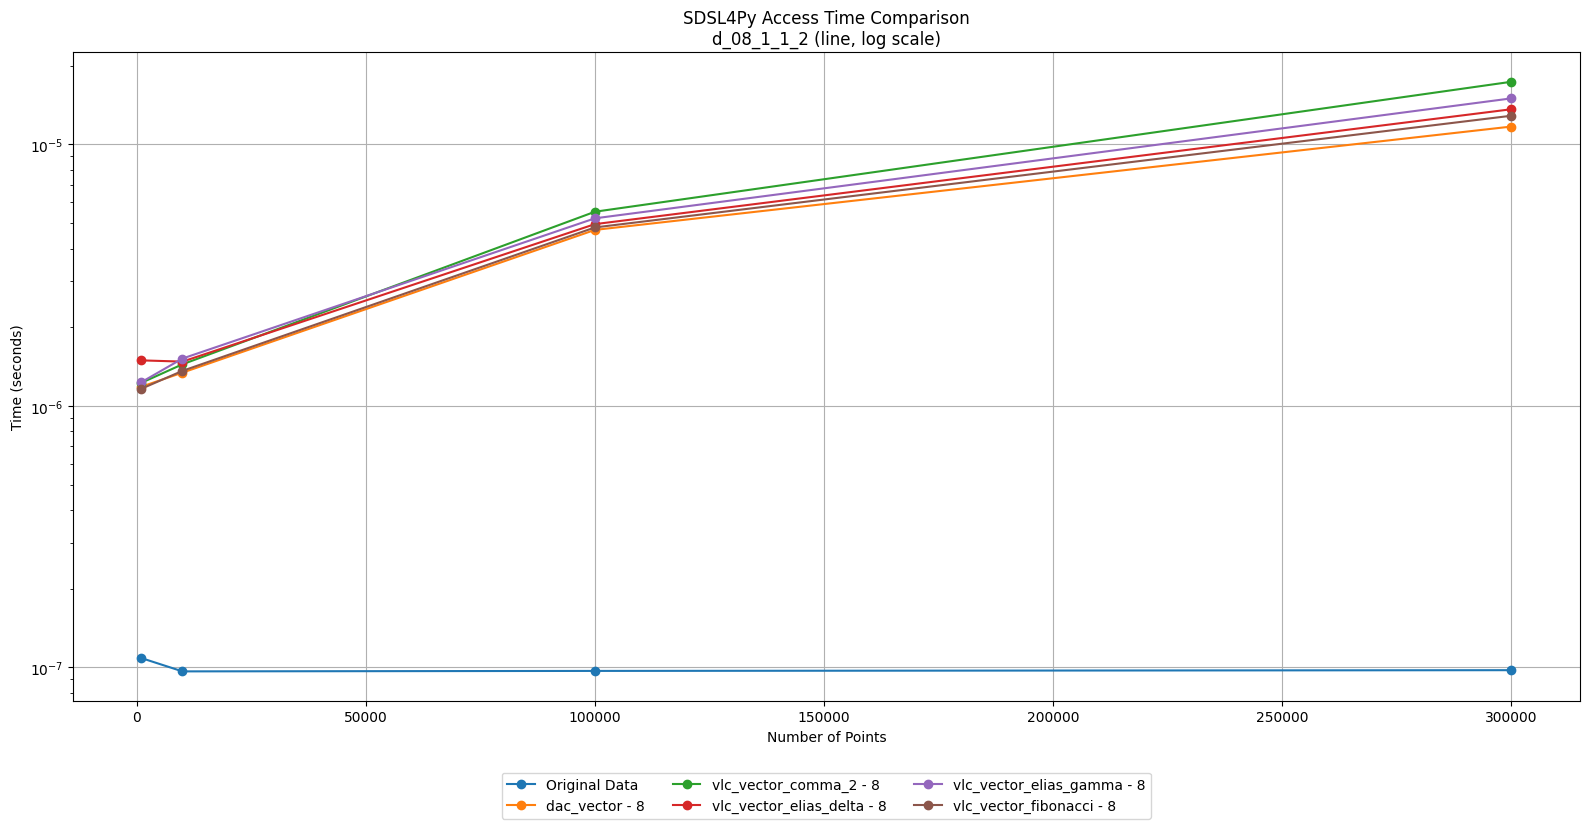 SDSL4Py Access Time Comparison
d_08_1_1_2 (line, log scale)
Time (seconds)
10⁻⁵
10⁻⁶
10⁻⁷
0 50000 100000 150000 200000 250000 300000
Number of Points
Original Data vlc_vector_comma_2 - 8 vlc_vector_elias_gamma - 8
dac_vector - 8 vlc_vector_elias_delta - 8 vlc_vector_fibonacci - 8